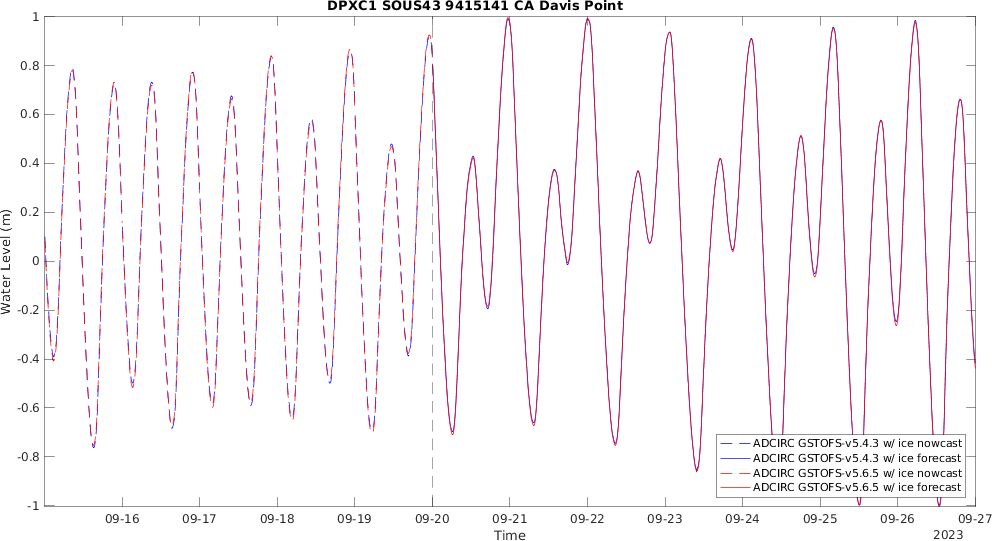 DPXC1 SOUS43 9415141 CA Davis Point
1
0.8
0.6
0.4
0.2
0
-0.2
-0.4
-0.6
-0.8
-1
Water Level (m)
ADCIRC GSTOFS-v5.4.3 w/ ice nowcast
ADCIRC GSTOFS-v5.4.3 w/ ice forecast
ADCIRC GSTOFS-v5.6.5 w/ ice nowcast
ADCIRC GSTOFS-v5.6.5 w/ ice forecast
09-16 09-17 09-18 09-19 09-20 09-21 09-22 09-23 09-24 09-25 09-26 09-27
Time
2023